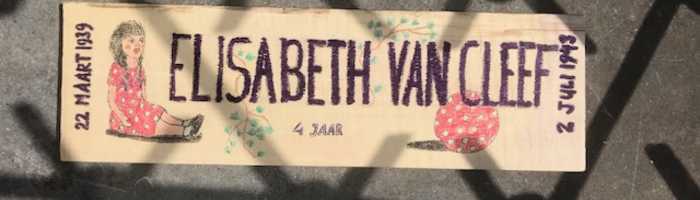 22 MAART 1939
ELISABETH VAN CLEEF
4 JAAR
2 JULI 1943